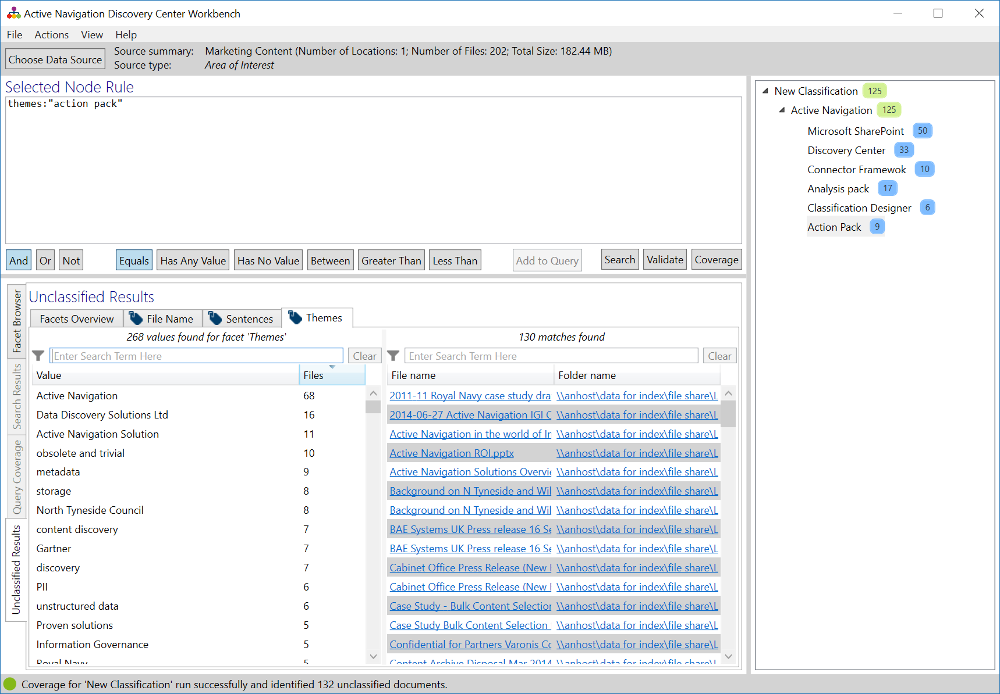 Active Navigation Discovery Center Workbench
File Actions View Help
Choose Data Source
Source summary: Marketing Content (Number of Locations: 1; Number of Files: 202; Total Size: 182.44 MB)
Source type: Area of Interest
Selected Node Rule
themes:"action pack"
And Or Not Equals Has Any Value Has No Value Between Greater Than Less Than Add to Query Search Validate Coverage
New Classification 125
Active Navigation 125
Microsoft SharePoint 50
Discovery Center 33
Connector Framewok 10
Analysis pack 17
Classification Designer 6
Action Pack 9
Facet Browser
Search Results
Query Coverage
Unclassified Results
Unclassified Results
Facets Overview File Name Sentences Themes
268 values found for facet 'Themes'
Enter Search Term Here Clear
Value Files
Active Navigation 68
Data Discovery Solutions Ltd 16
Active Navigation Solution 11
obsolete and trivial 10
metadata 9
storage 8
North Tyneside Council 8
content discovery 7
Gartner 7
discovery 7
PII 6
unstructured data 6
Proven solutions 5
Information Governance 5
Royal Navy 5
130 matches found
Enter Search Term Here Clear
File name Folder name
2011-11 Royal Navy case study dra \\anhost\data for index\file share\L
2014-06-27 Active Navigation IGI C \\anhost\data for index\file share\L
Active Navigation in the world of Ir \\anhost\data for index\file share\L
Active Navigation ROI.pptx \\anhost\data for index\file share\L
Active Navigation Solutions Overvie \\anhost\data for index\file share\L
Background on N Tyneside and Wil \\anhost\data for index\file share\L
Background on N Tyneside and Wil \\anhost\data for index\file share\L
BAE Systems UK Press release 16 Se \\anhost\data for index\file share\L
BAE Systems UK Press release 16 Se \\anhost\data for index\file share\L
Cabinet Office Press Release (New \\anhost\data for index\file share\L
Cabinet Office Press Release (New \\anhost\data for index\file share\L
Case Study - Bulk Content Selection \\anhost\data for index\file share\L
Case Study Bulk Content Selection \\anhost\data for index\file share\L
Confidential for Partners Varonis Co \\anhost\data for index\file share\L
Content Archive Disposal Mar 2014 \\anhost\data for index\file share\L
Coverage for 'New Classification' run successfully and identified 132 unclassified documents.